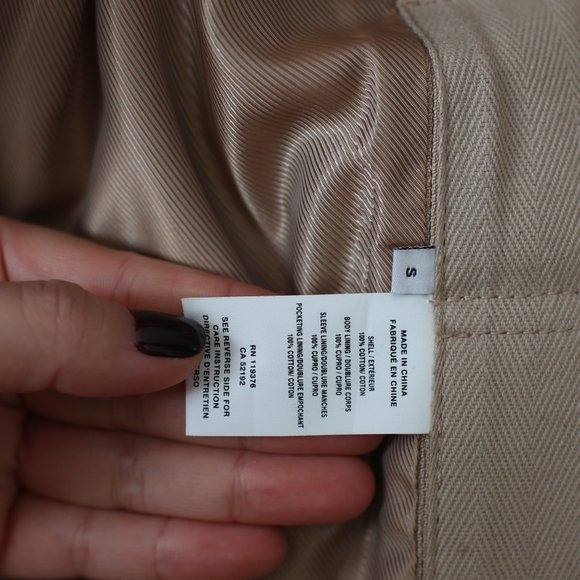 S
MADE IN CHINA
FABRIQUÉ EN CHINE
SHELL / EXTÉRIEUR
100% COTTON/ COTON
BODY LINING / DOUBLURE CORPS
100% CUPRO / CUPRO
SLEEVE LINING/DOUBLURE MANCHES
100% CUPRO / CUPRO
POCKETING LINING/DOUBLURE EMPOCHANT
100% COTTON/ COTON
RN 119376
CA 52192
SEE REVERSE SIDE FOR
CARE INSTRUCTION
DIRECTIVE D'ENTRETIEN